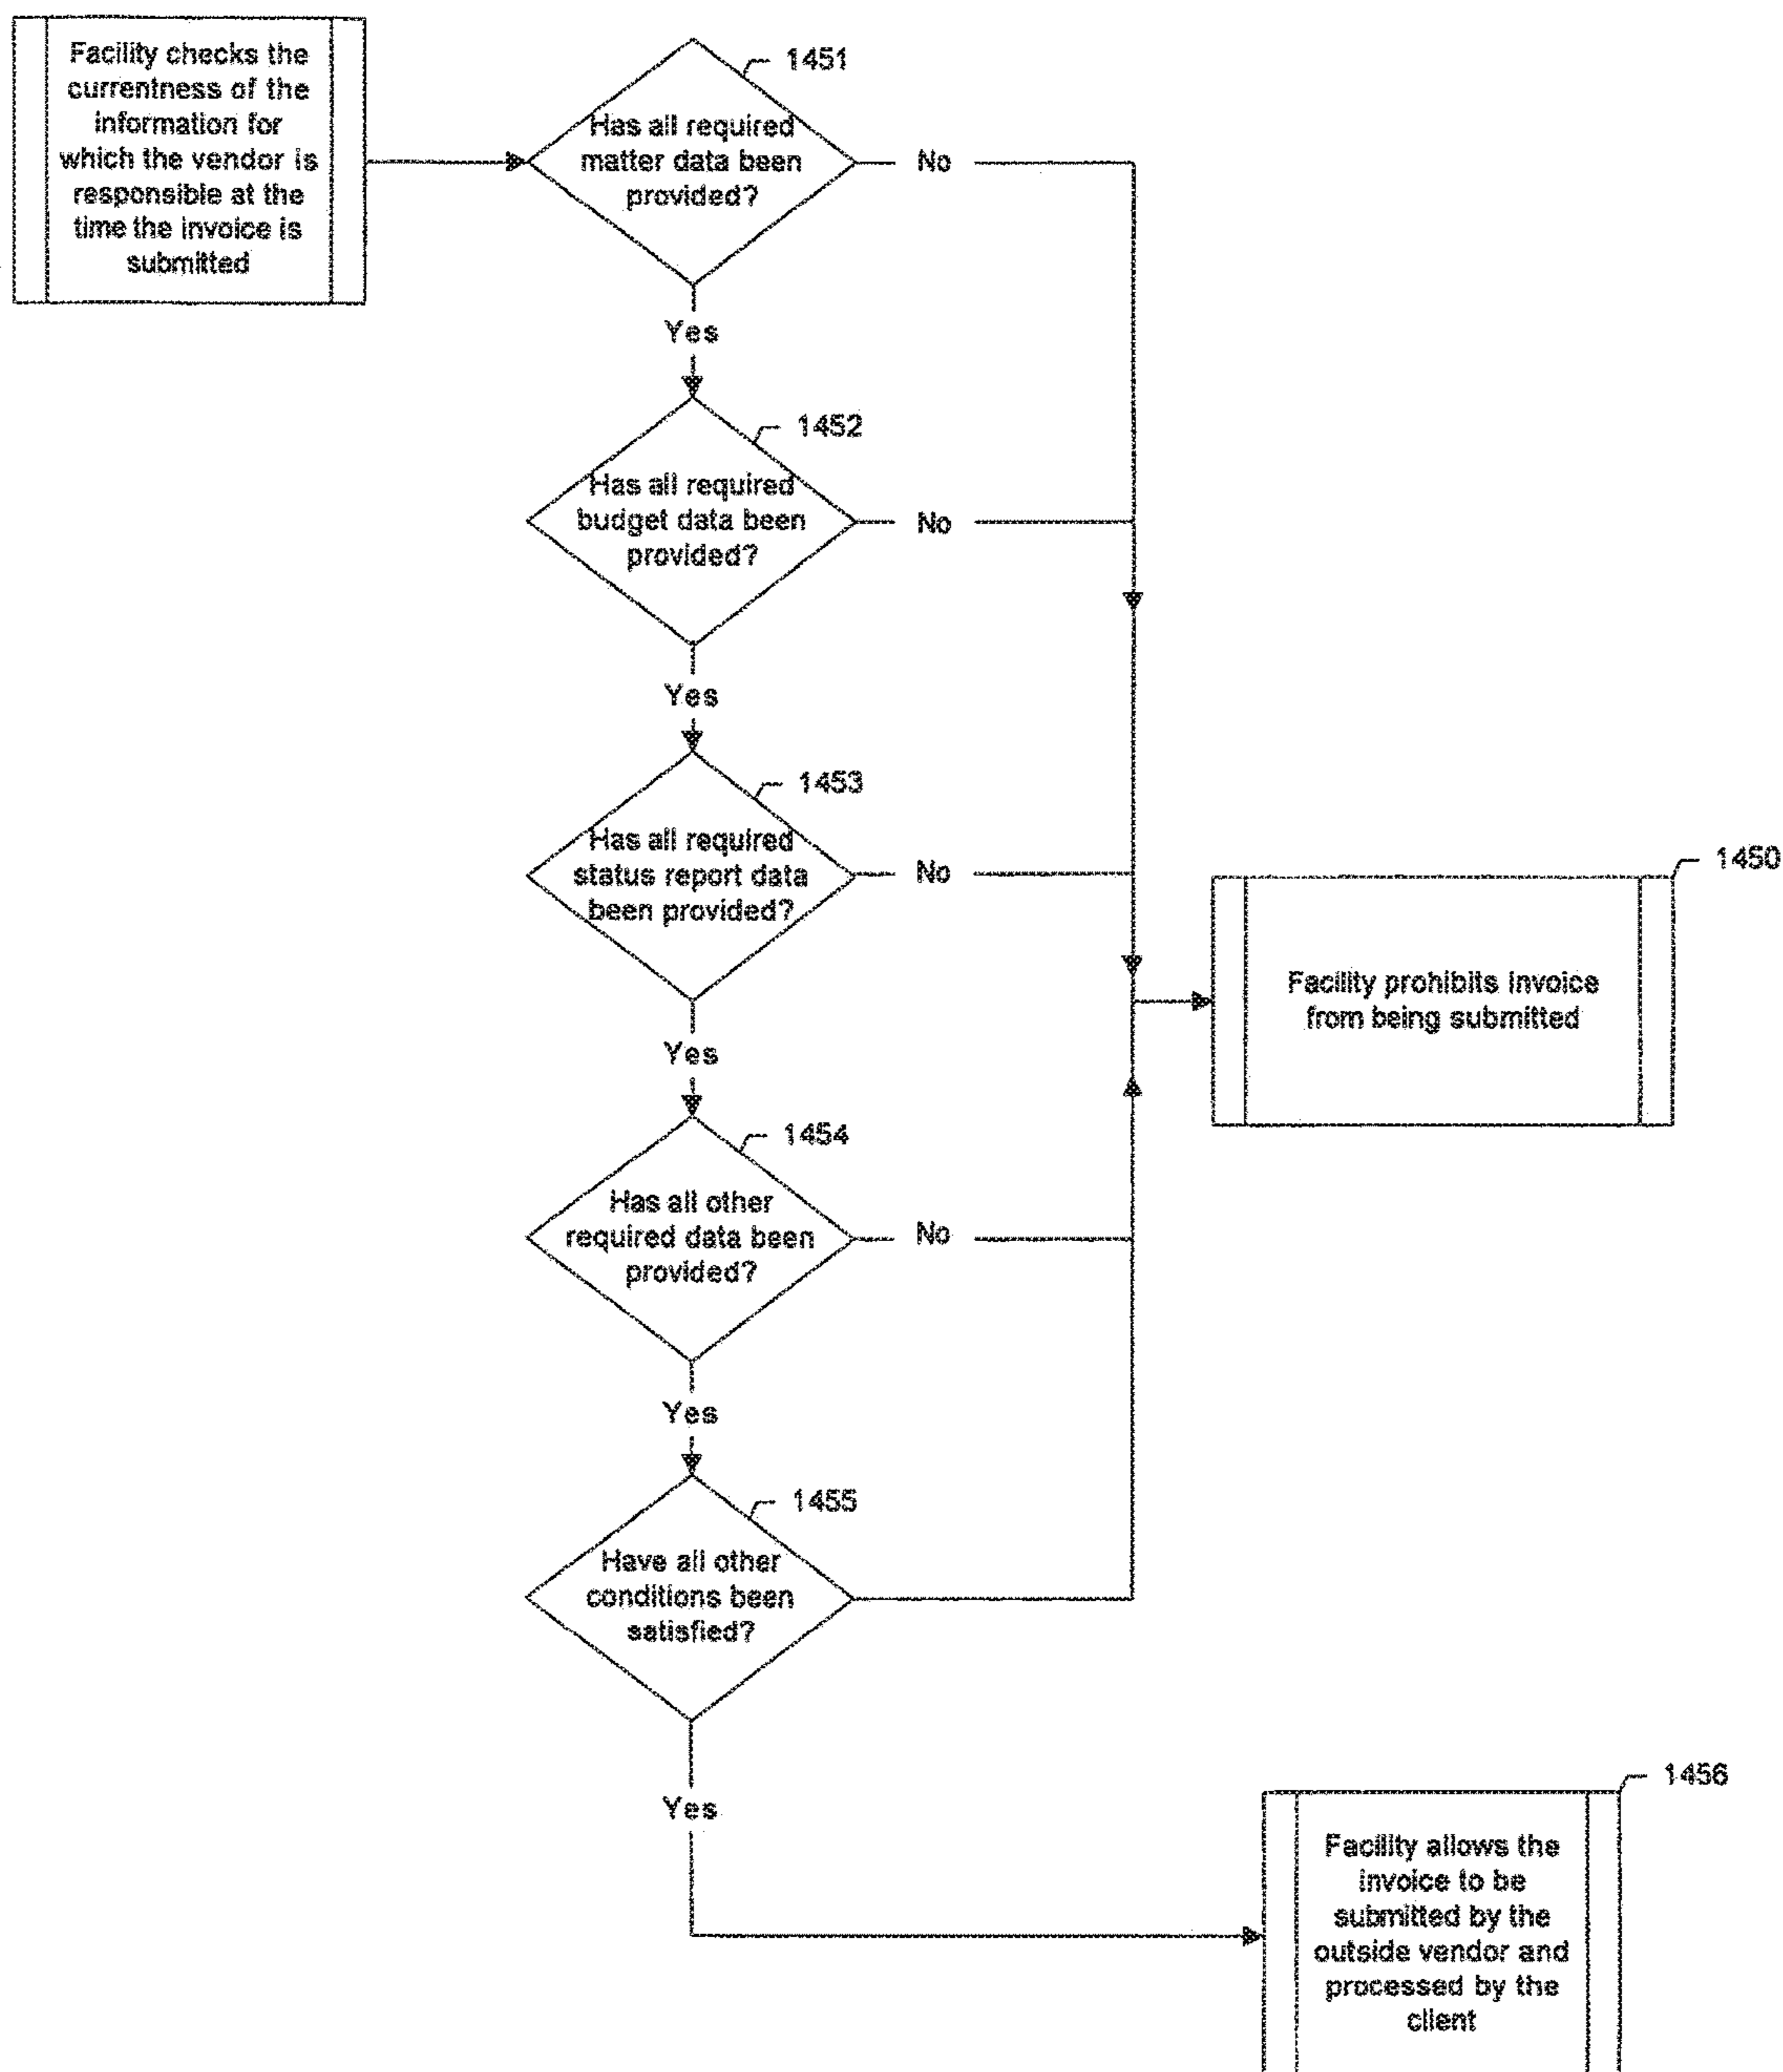 Facility checks the
currentness of the
information for
which the vendor is
responsible at the
time the invoice is
submitted
1451
Has all required
matter data been
provided?
No
Yes
1452
Has all required
budget data been
provided?
No
Yes
1453
Has all required
status report data
been provided?
No
Yes
1450
Facility prohibits invoice
from being submitted
1454
Has all other
required data been
provided?
No
Yes
1455
Have all other
conditions been
satisfied?
Yes
1456
Facility allows the
invoice to be
submitted by the
outside vendor and
processed by the
client